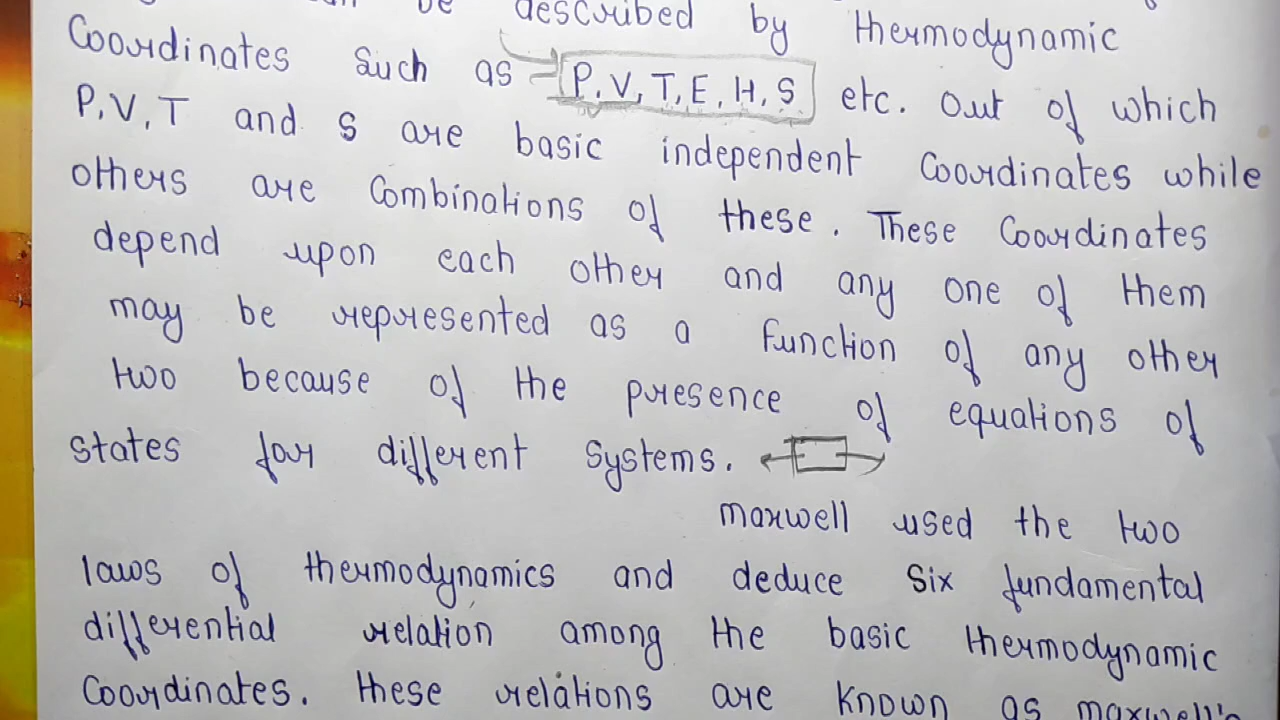 be described by thermodynamic
Coordinates such as P, V, T, E, H, S etc. Out of which
P, V, T and S are basic independent Coordinates while
others are Combinations of these. These Coordinates
depend upon each other and any one of them
may be represented as a function of any other
two because of the presence of equations of
states for different systems.
maxwell used the two
laws of thermodynamics and deduce six fundamental
differential relation among the basic thermodynamic
Coordinates. these relations are known as maxwell's